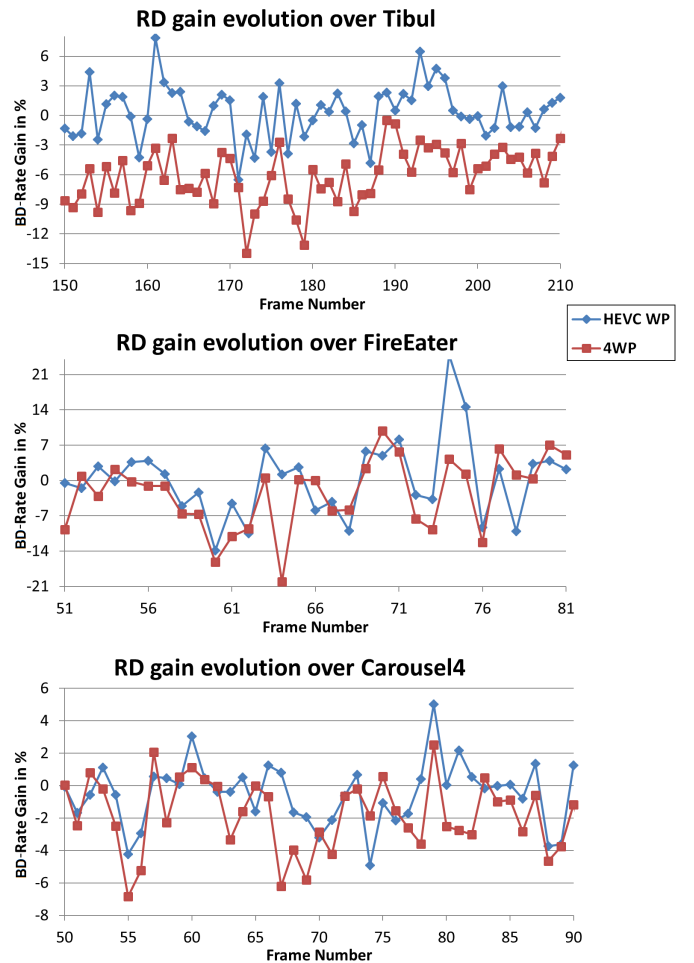 RD gain evolution over Tibul
BD-Rate Gain in %
6
3
0
-3
-6
-9
-12
-15
150 160 170 180 190 200 210
Frame Number
HEVC WP
4WP
RD gain evolution over FireEater
BD-Rate Gain in %
21
14
7
0
-7
-14
-21
51 56 61 66 71 76 81
Frame Number
RD gain evolution over Carousel4
BD-Rate Gain in %
6
4
2
0
-2
-4
-6
-8
50 55 60 65 70 75 80 85 90
Frame Number